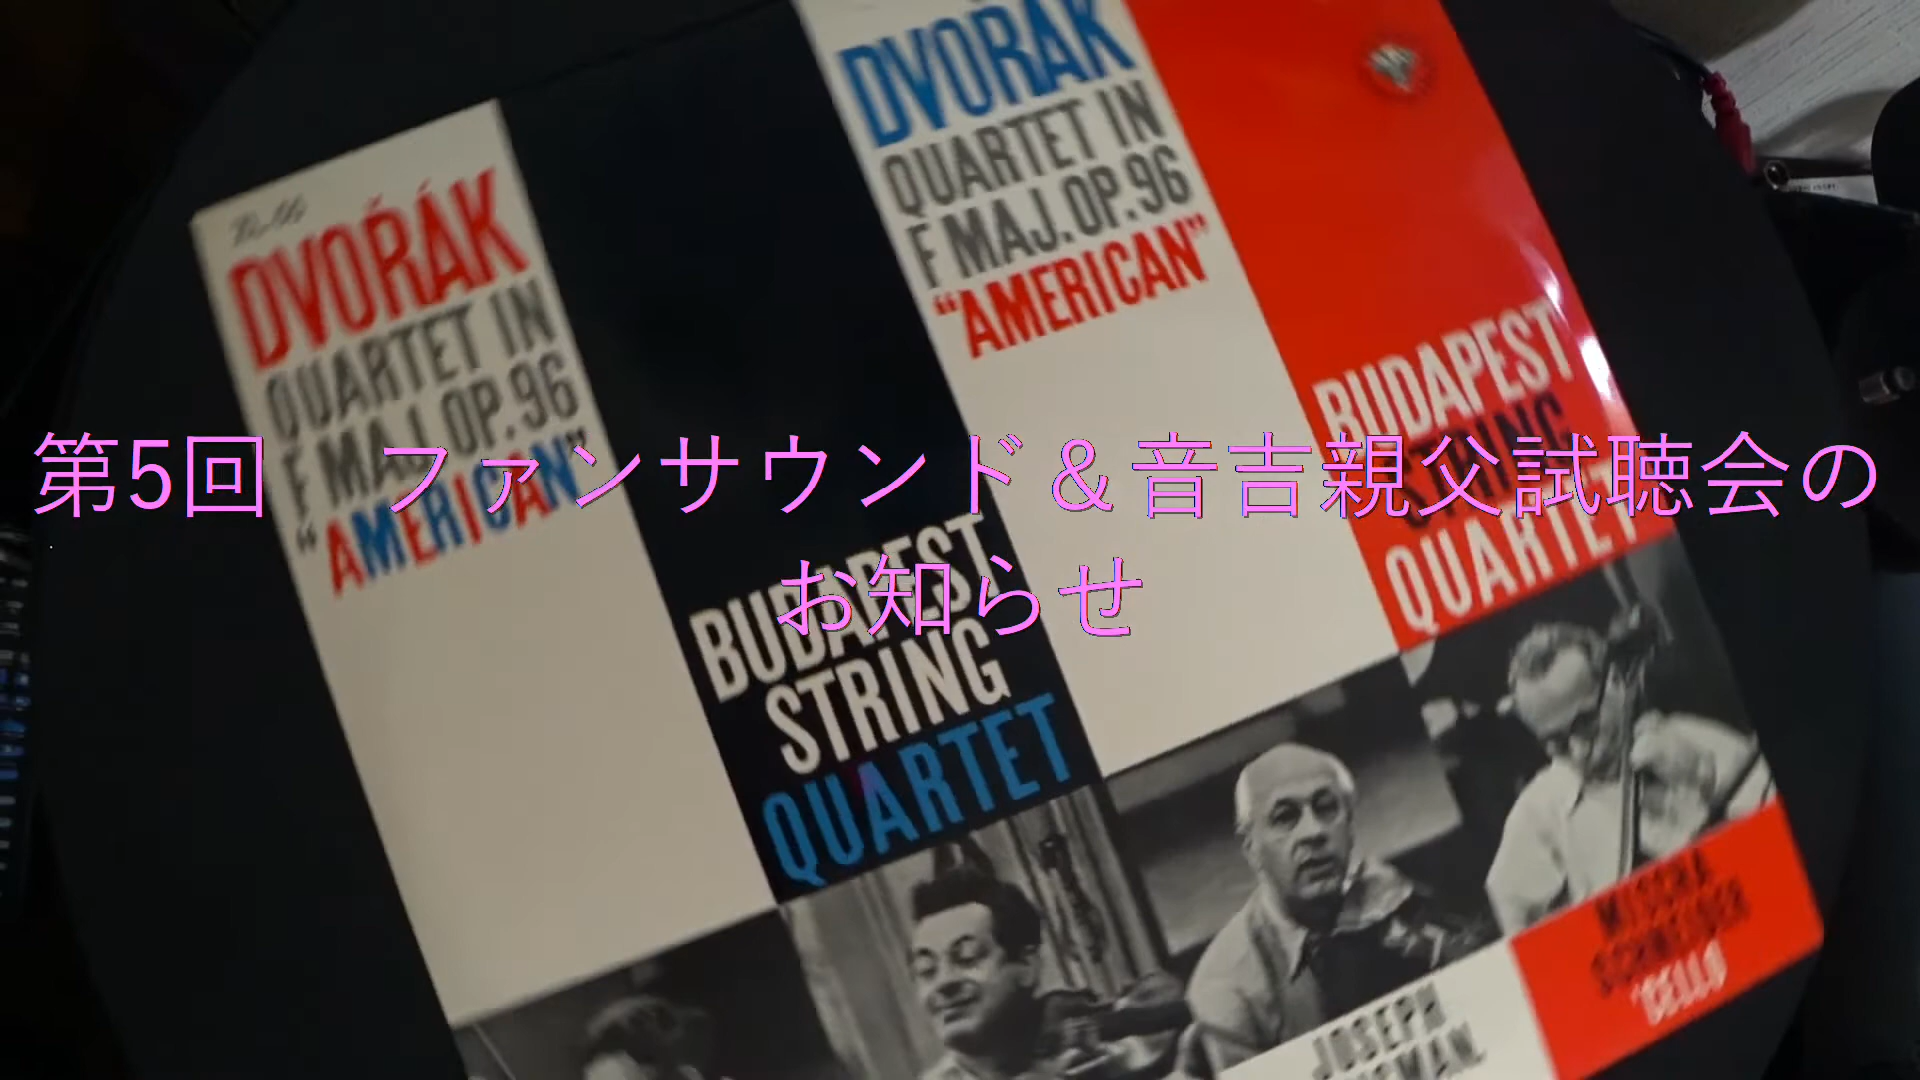 第5回 ファンサウンド＆音吉親父試聴会の
お知らせ
DVOŘÁK
QUARTET IN
F MAJ. OP. 96
"AMERICAN"
BUDAPEST
STRING
QUARTET
DVOŘÁK
QUARTET IN
F MAJ. OP. 96
"AMERICAN"
BUDAPEST
STRING
QUARTET
JOSEPH
MISCHA
SCHNEIDER
CELLO